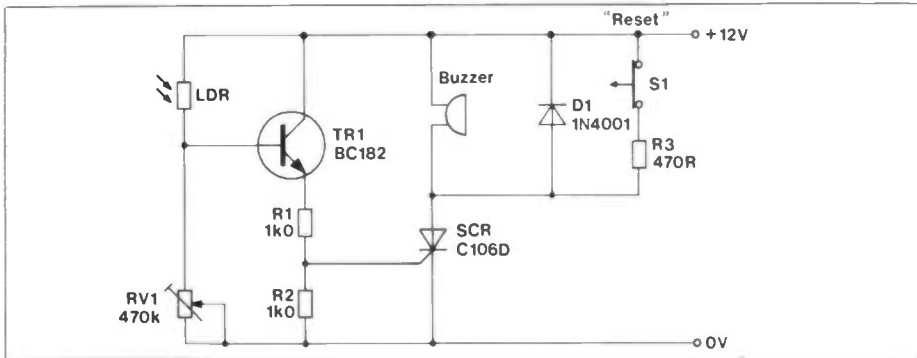 "Reset"
+12V
Buzzer
LDR
S1
D1
1N4001
TR1
BC182
R3
470R
R1
1k0
SCR
C106D
RV1
470k
R2
1k0
0V